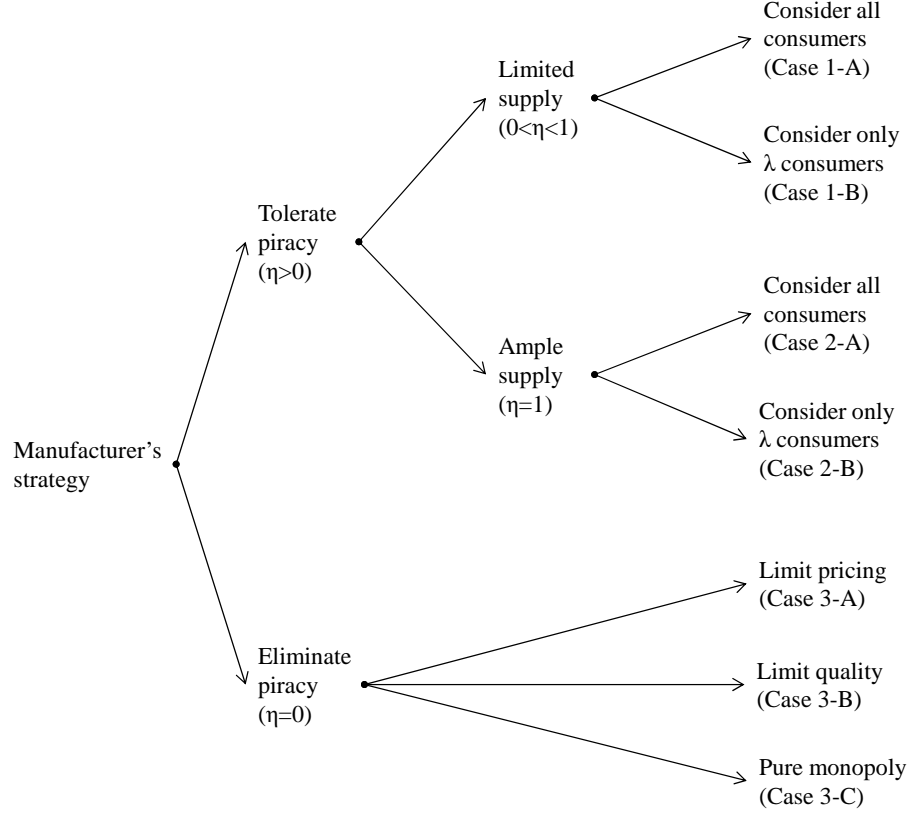 Manufacturer's
strategy
Tolerate
piracy
(η>0)
Limited
supply
(0<η<1)
Consider all
consumers
(Case 1-A)
Consider only
λ consumers
(Case 1-B)
Ample
supply
(η=1)
Consider all
consumers
(Case 2-A)
Consider only
λ consumers
(Case 2-B)
Eliminate
piracy
(η=0)
Limit pricing
(Case 3-A)
Limit quality
(Case 3-B)
Pure monopoly
(Case 3-C)